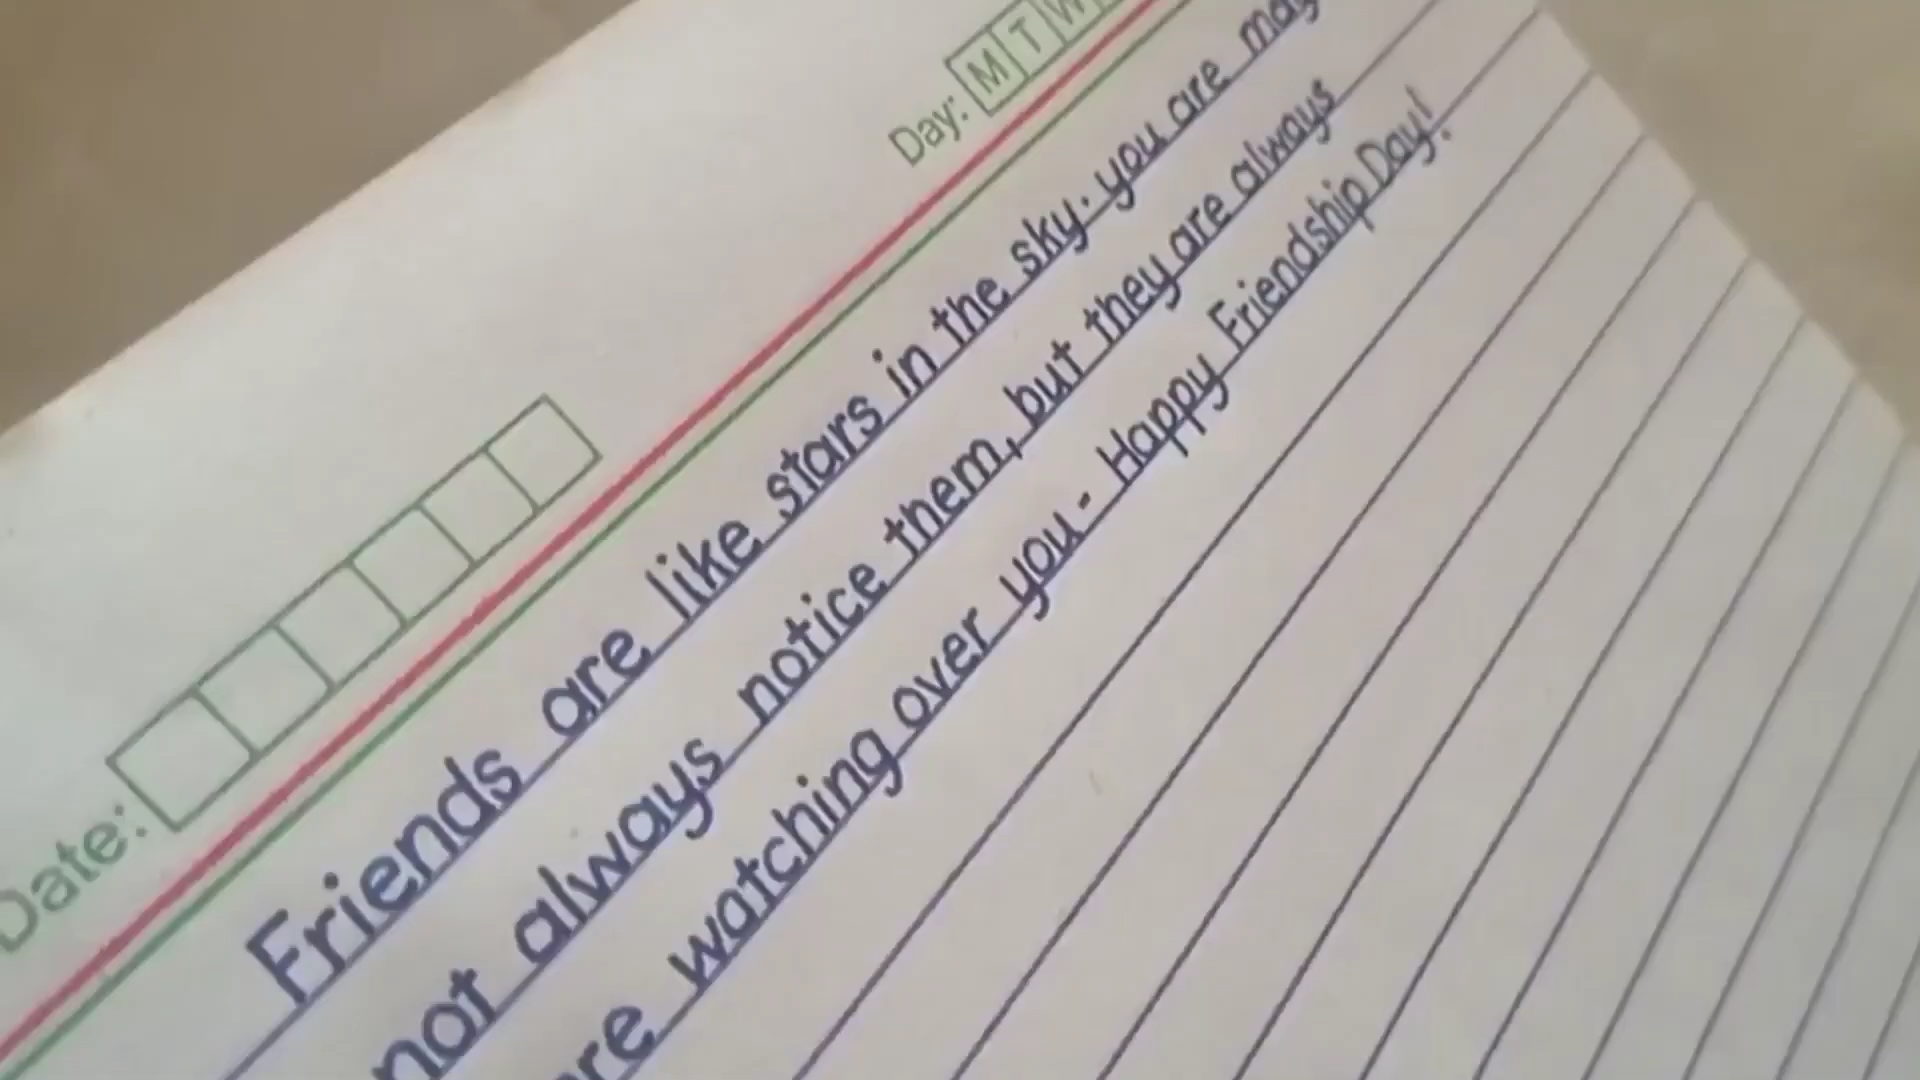 Day: M T W
Date:
Friends are like stars in the sky. you are may
not always notice them, but they are always
watching over you - Happy Friendship Day!